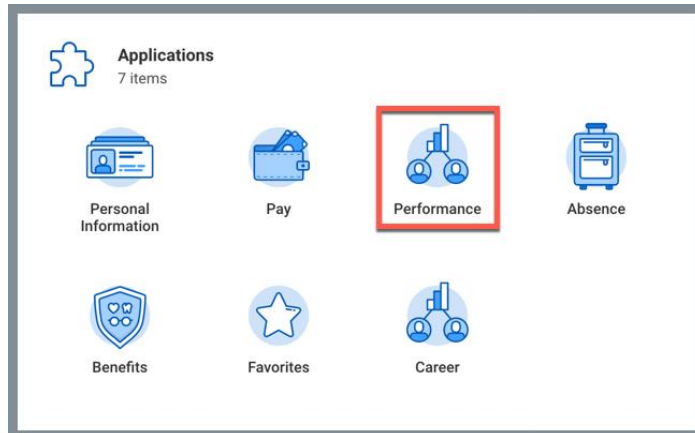 Applications
7 items
Personal
Information
Pay
Performance
Absence
Benefits
Favorites
Career